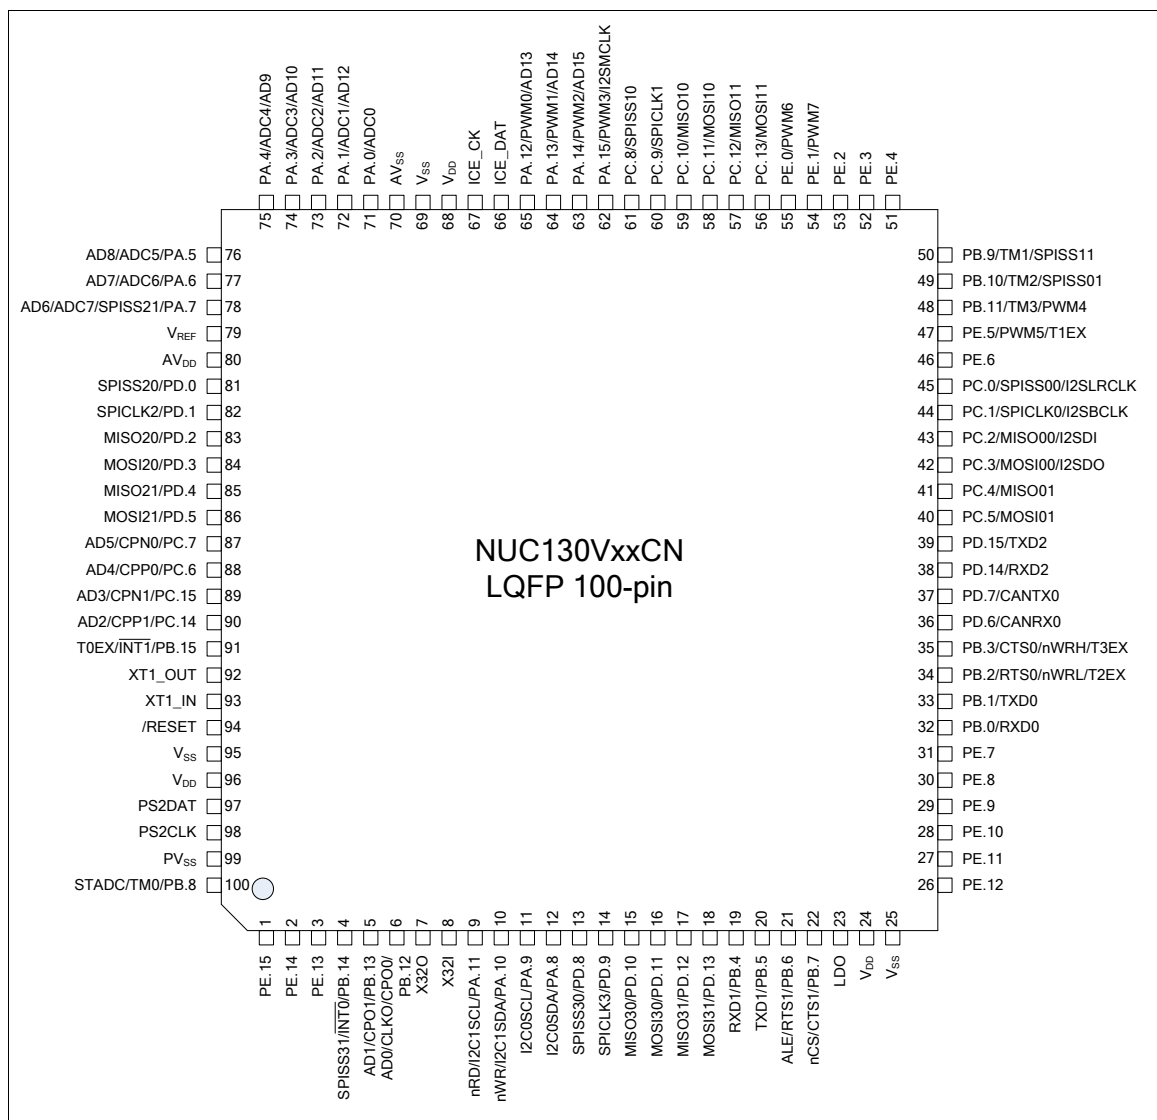 PA.4/ADC4/AD9
PA.3/ADC3/AD10
PA.2/ADC2/AD11
PA.1/ADC1/AD12
PA.0/ADC0
AVSS
VSS
VDD
ICE_CK
ICE_DAT
PA.12/PWM0/AD13
PA.13/PWM1/AD14
PA.14/PWM2/AD15
PA.15/PWM3/I2SMCLK
PC.8/SPISS10
PC.9/SPICLK1
PC.10/MISO10
PC.11/MOSI10
PC.12/MISO11
PC.13/MOSI11
PE.0/PWM6
PE.1/PWM7
PE.2
PE.3
PE.4
75 74 73 72 71 70 69 68 67 66 65 64 63 62 61 60 59 58 57 56 55 54 53 52 51
AD8/ADC5/PA.5 76
AD7/ADC6/PA.6 77
AD6/ADC7/SPISS21/PA.7 78
VREF 79
AVDD 80
SPISS20/PD.0 81
SPICLK2/PD.1 82
MISO20/PD.2 83
MOSI20/PD.3 84
MISO21/PD.4 85
MOSI21/PD.5 86
AD5/CPN0/PC.7 87
AD4/CPP0/PC.6 88
AD3/CPN1/PC.15 89
AD2/CPP1/PC.14 90
T0EX/INT1/PB.15 91
XT1_OUT 92
XT1_IN 93
/RESET 94
VSS 95
VDD 96
PS2DAT 97
PS2CLK 98
PVSS 99
STADC/TM0/PB.8 100
NUC130VxxCN
LQFP 100-pin
50 PB.9/TM1/SPISS11
49 PB.10/TM2/SPISS01
48 PB.11/TM3/PWM4
47 PE.5/PWM5/T1EX
46 PE.6
45 PC.0/SPISS00/I2SLRCLK
44 PC.1/SPICLK0/I2SBCLK
43 PC.2/MISO00/I2SDI
42 PC.3/MOSI00/I2SDO
41 PC.4/MISO01
40 PC.5/MOSI01
39 PD.15/TXD2
38 PD.14/RXD2
37 PD.7/CANTX0
36 PD.6/CANRX0
35 PB.3/CTS0/nWRH/T3EX
34 PB.2/RTS0/nWRL/T2EX
33 PB.1/TXD0
32 PB.0/RXD0
31 PE.7
30 PE.8
29 PE.9
28 PE.10
27 PE.11
26 PE.12
1 2 3 4 5 6 7 8 9 10 11 12 13 14 15 16 17 18 19 20 21 22 23 24 25
PE.15
PE.14
PE.13
SPISS31/INT0/PB.14
AD1/CPO1/PB.13
AD0/CLKO/CPO0/
PB.12
X32O
X32I
nRD/I2C1SCL/PA.11
nWR/I2C1SDA/PA.10
I2C0SCL/PA.9
I2C0SDA/PA.8
SPISS30/PD.8
SPICLK3/PD.9
MISO30/PD.10
MOSI30/PD.11
MISO31/PD.12
MOSI31/PD.13
RXD1/PB.4
TXD1/PB.5
ALE/RTS1/PB.6
nCS/CTS1/PB.7
LDO
VDD
VSS